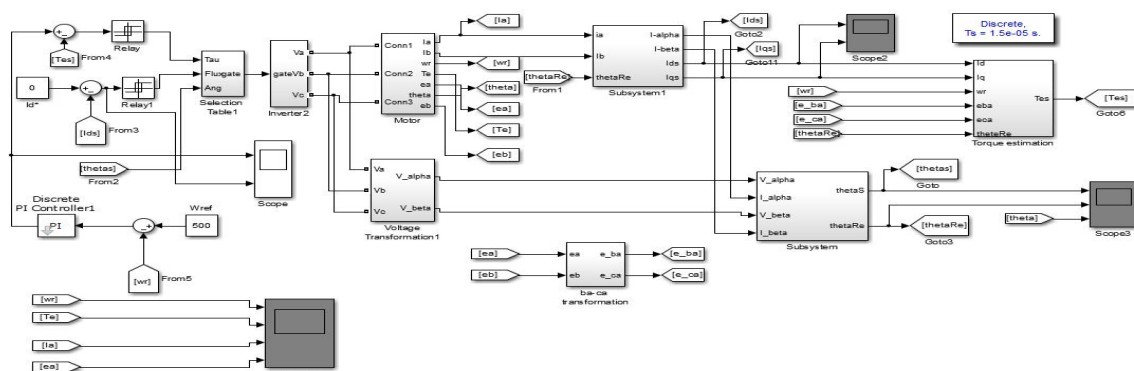 [Tes]
From4
Relay
0
Id*
[Ids]
From3
Relay1
[thetas]
From2
Tau
Fluxgate
Ang
Selection
Table1
gate
Va
Vb
Vc
Inverter2
Conn1
Conn2
Conn3
Ia
Ib
wr
Te
ea
theta
eb
Motor
[Ia]
[wr]
[theta]
[ea]
[Te]
[eb]
[thetaRe]
From1
ia
Ib
thetaRe
I-alpha
I-beta
Ids
Iqs
Subsystem1
[Ids]
Goto2
[Iqs]
Goto11
Scope2
Discrete,
Ts = 1.5e-05 s.
[wr]
[e_ba]
[e_ca]
[thetaRe]
Id
Iq
wr
eba
eca
theteRe
Tes
Torque estimation
[Tes]
Goto6
Scope
Va
Vb
Vc
V_alpha
V_beta
Voltage
Transformation1
V_alpha
I_alpha
V_beta
I_beta
thetaS
thetaRe
Subsystem
[thetas]
Goto
[thetaRe]
Goto3
[theta]
Scope3
Discrete
PI Controller1
PI
Wref
500
[wr]
From5
[ea]
[eb]
ea
eb
e_ba
e_ca
ba-ca
transformation
[e_ba]
[e_ca]
[wr]
[Te]
[Ia]
[ea]